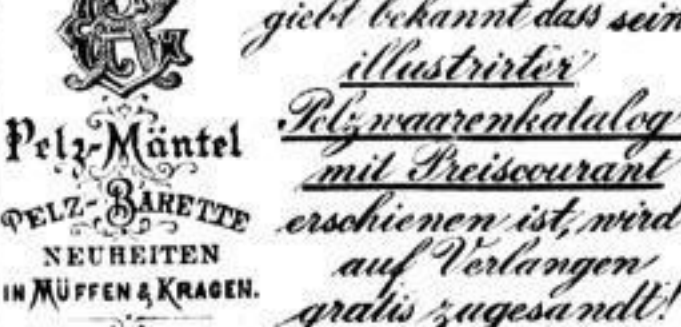 Pelz-Mäntel
PELZ-BARETTE
NEUHEITEN
IN MÜFFEN & KRAGEN.
giebt bekannt dass sein
illustrirter
Pelzwaarenkatalog
mit Preiscourant
erschienen ist, wird
auf Verlangen
gratis zugesandt!